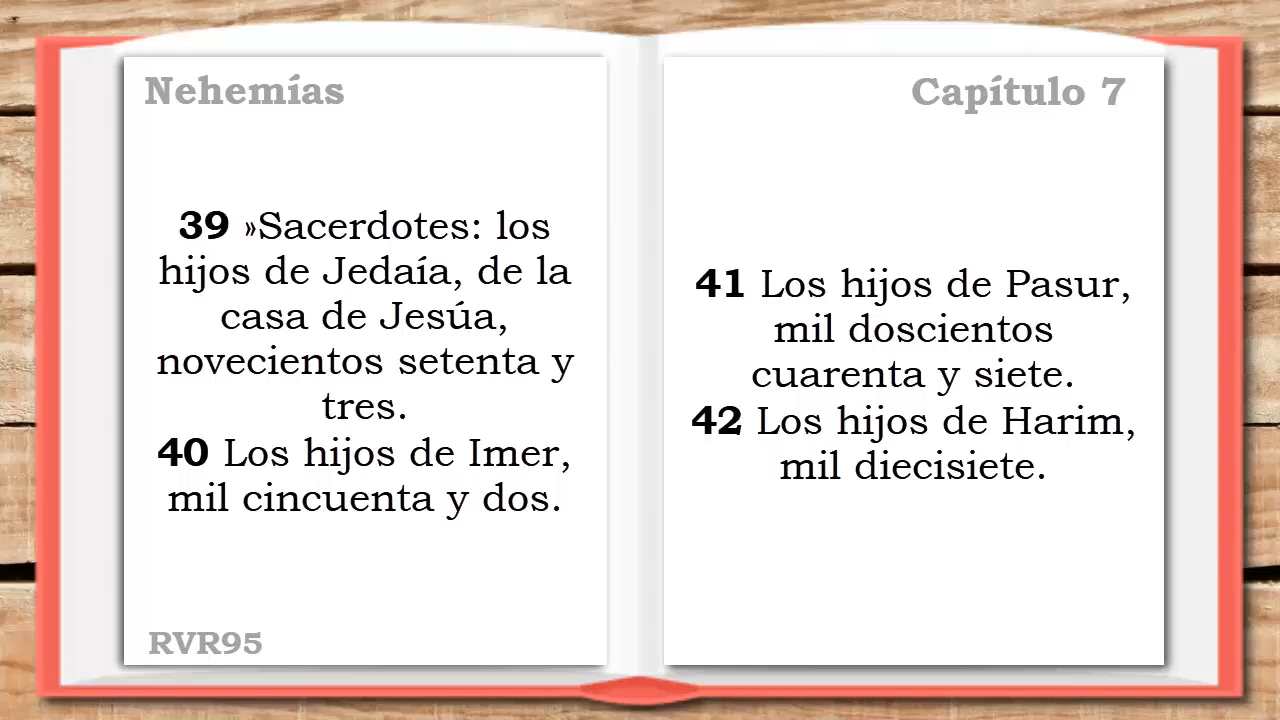 Nehemías
39 »Sacerdotes: los
hijos de Jedaía, de la
casa de Jesúa,
novecientos setenta y
tres.
40 Los hijos de Imer,
mil cincuenta y dos.
RVR95
Capítulo 7
41 Los hijos de Pasur,
mil doscientos
cuarenta y siete.
42 Los hijos de Harim,
mil diecisiete.